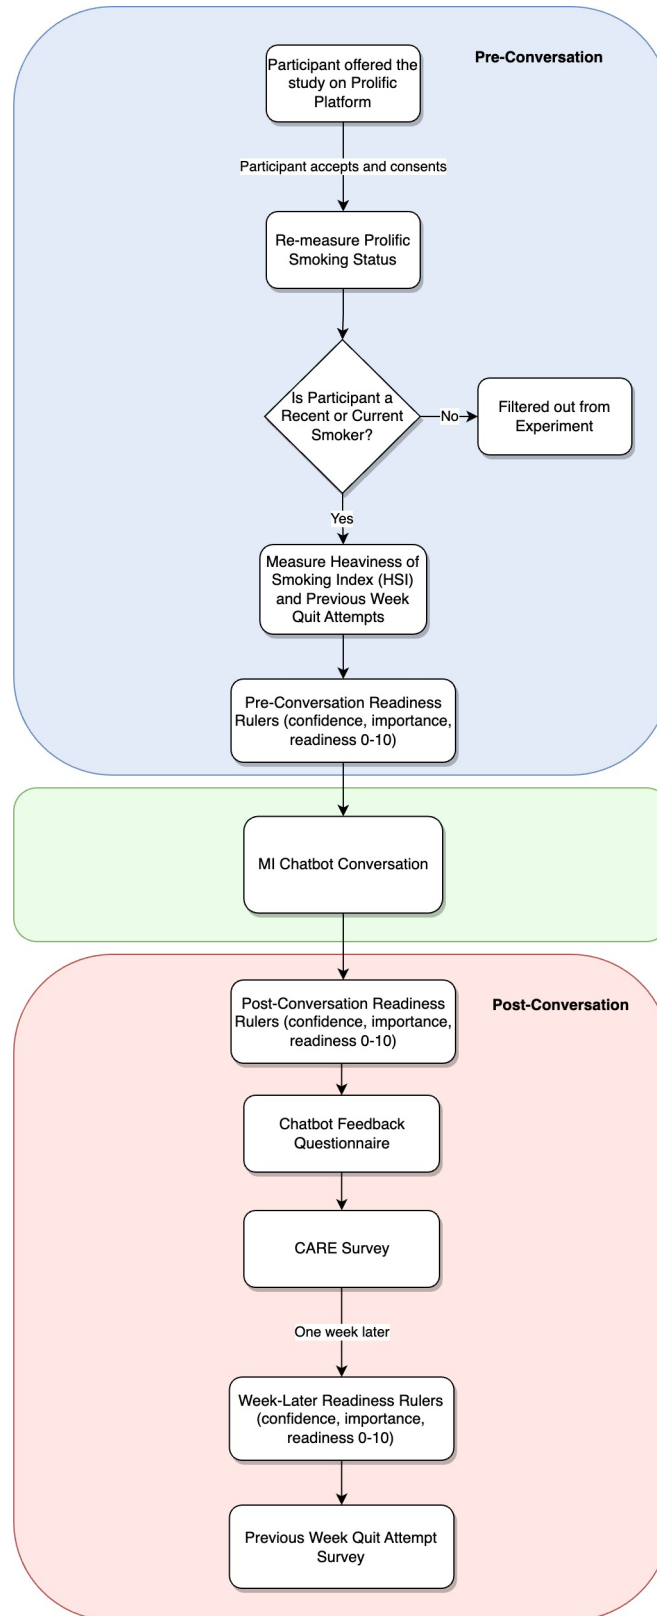 Pre-Conversation
Participant offered the
study on Prolific
Platform
Participant accepts and consents
Re-measure Prolific
Smoking Status
Is Participant a
Recent or Current
Smoker?
No
Filtered out from
Experiment
Yes
Measure Heaviness of
Smoking Index (HSI)
and Previous Week
Quit Attempts
Pre-Conversation Readiness
Rulers (confidence, importance,
readiness 0-10)
MI Chatbot Conversation
Post-Conversation
Post-Conversation Readiness
Rulers (confidence, importance,
readiness 0-10)
Chatbot Feedback
Questionnaire
CARE Survey
One week later
Week-Later Readiness Rulers
(confidence, importance,
readiness 0-10)
Previous Week Quit Attempt
Survey